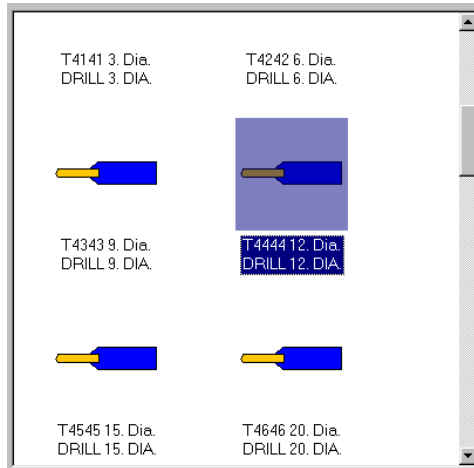 T4141 3. Dia.
DRILL 3. DIA.
T4242 6. Dia.
DRILL 6. DIA.
T4343 9. Dia.
DRILL 9. DIA.
T4444 12. Dia.
DRILL 12. DIA.
T4545 15. Dia.
DRILL 15. DIA.
T4646 20. Dia.
DRILL 20. DIA.